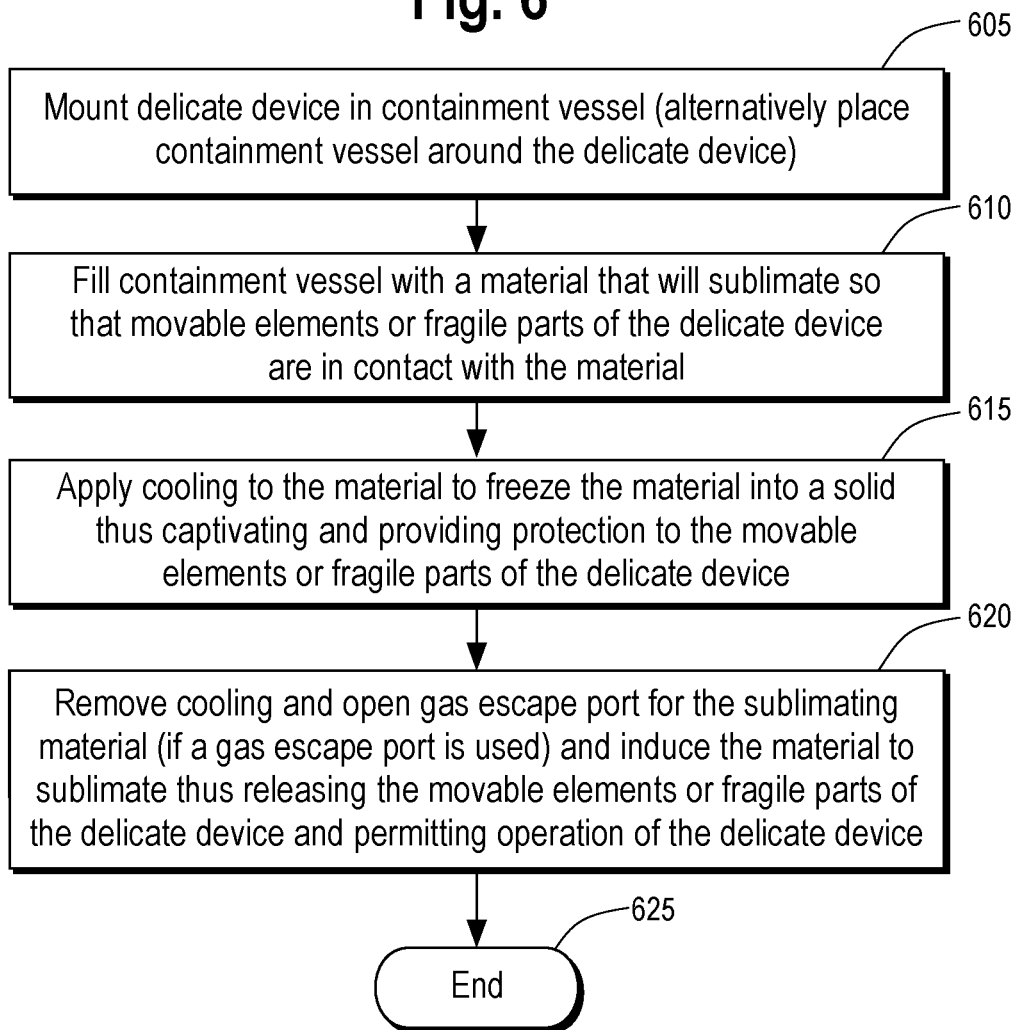 Fig. 6
605
Mount delicate device in containment vessel (alternatively place
containment vessel around the delicate device)
610
Fill containment vessel with a material that will sublimate so
that movable elements or fragile parts of the delicate device
are in contact with the material
615
Apply cooling to the material to freeze the material into a solid
thus captivating and providing protection to the movable
elements or fragile parts of the delicate device
620
Remove cooling and open gas escape port for the sublimating
material (if a gas escape port is used) and induce the material to
sublimate thus releasing the movable elements or fragile parts of
the delicate device and permitting operation of the delicate device
625
End